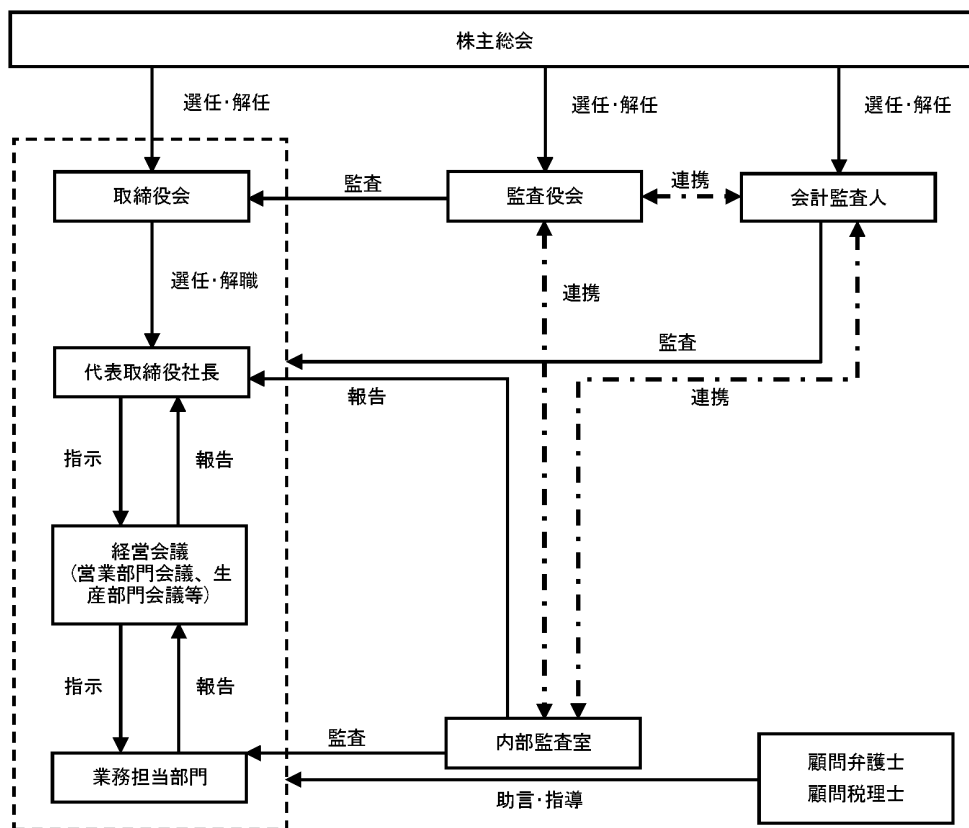 株主総会
選任・解任
選任・解任
選任・解任
取締役会
監査
監査役会
連携
会計監査人
選任・解職
連携
監査
代表取締役社長
報告
連携
指示
報告
経営会議
(営業部門会議、生
産部門会議等)
指示
報告
内部監査室
監査
業務担当部門
顧問弁護士
顧問税理士
助言・指導